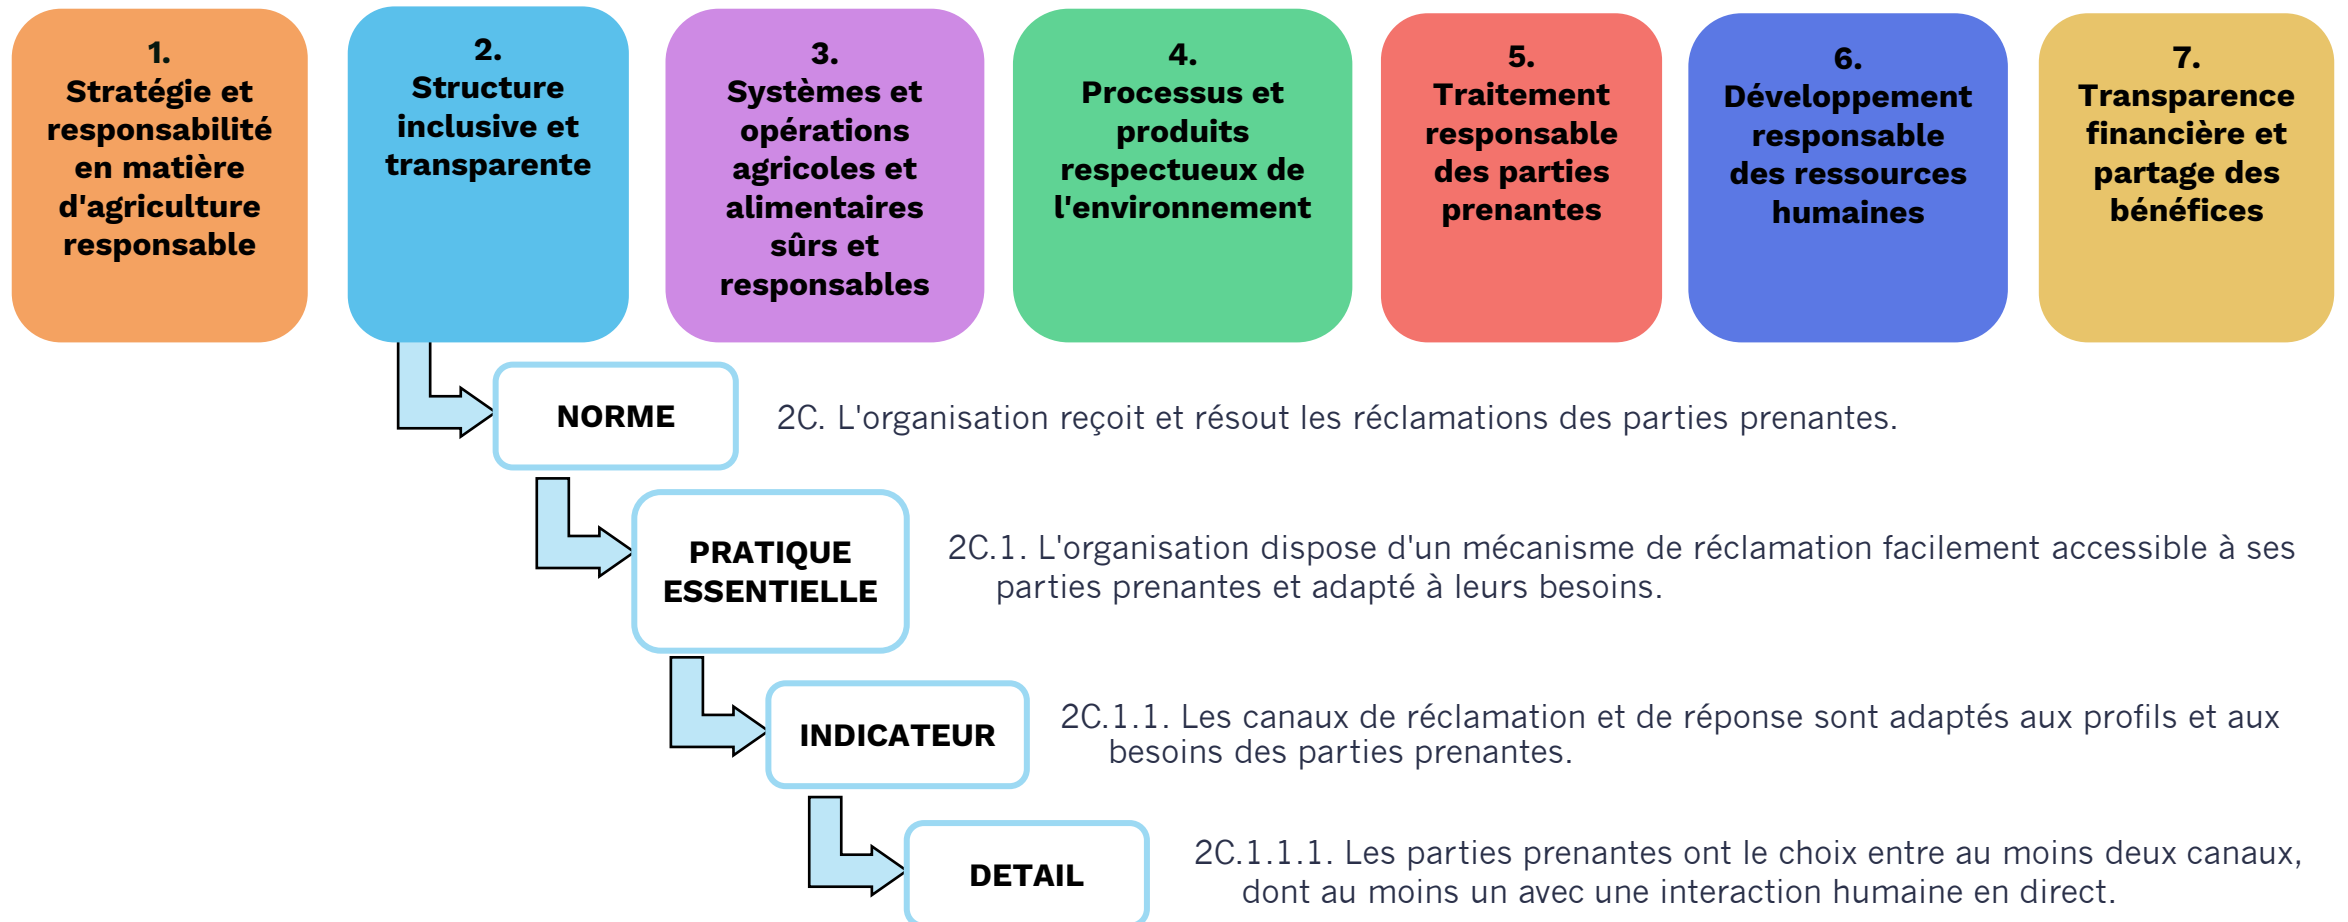 1.
Stratégie et
responsabilité
en matière
d'agriculture
responsable
2.
Structure
inclusive et
transparente
3.
Systèmes et
opérations
agricoles et
alimentaires
sûrs et
responsables
4.
Processus et
produits
respectueux de
l'environnement
5.
Traitement
responsable
des parties
prenantes
6.
Développement
responsable
des ressources
humaines
7.
Transparence
financière et
partage des
bénéfices
NORME
2C. L'organisation reçoit et résout les réclamations des parties prenantes.
PRATIQUE
ESSENTIELLE
2C.1. L'organisation dispose d'un mécanisme de réclamation facilement accessible à ses
parties prenantes et adapté à leurs besoins.
INDICATEUR
2C.1.1. Les canaux de réclamation et de réponse sont adaptés aux profils et aux
besoins des parties prenantes.
DETAIL
2C.1.1.1. Les parties prenantes ont le choix entre au moins deux canaux,
dont au moins un avec une interaction humaine en direct.